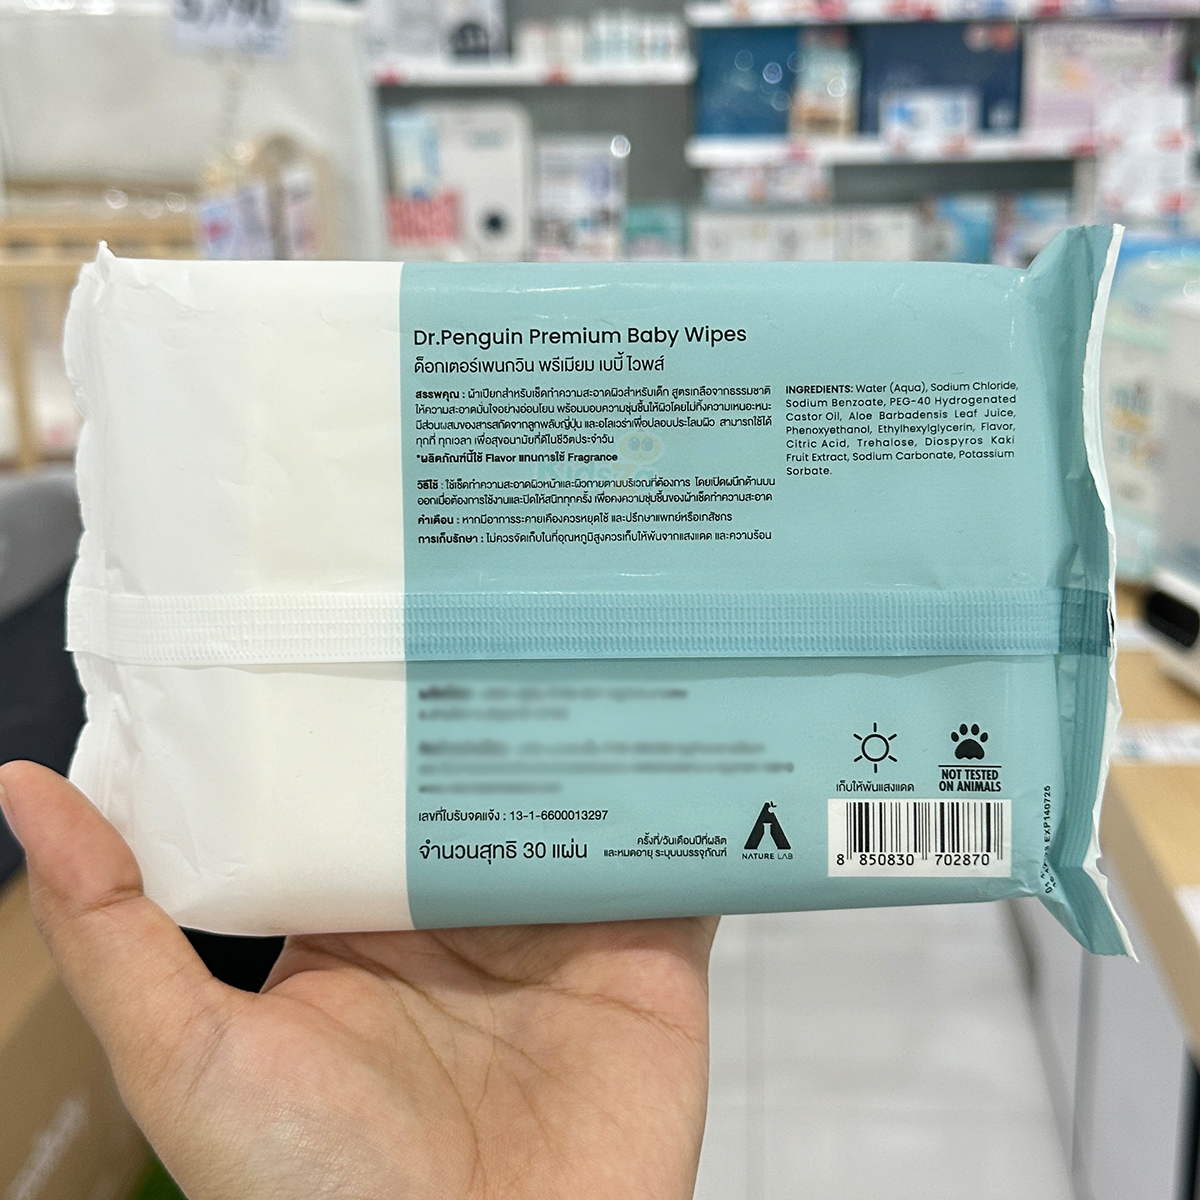 Dr.Penguin Premium Baby Wipes
ด็อกเตอร์เพนกวิน พรีเมียม เบบี้ ไวพส์
สรรพคุณ : ผ้าเปียกสำหรับเช็ดทำความสะอาดผิวสำหรับเด็ก สูตรเกลือจากธรรมชาติ
ให้ความสะอาดมั่นใจอย่างอ่อนโยน พร้อมมอบความชุ่มชื้นให้ผิวโดยไม่ทิ้งความเหนอะหนะ
มีส่วนผสมของสารสกัดจากลูกพลับญี่ปุ่น และอโลเวร่าเพื่อปลอบประโลมผิว สามารถใช้ได้
ทุกที่ ทุกเวลา เพื่อสุขอนามัยที่ดีในชีวิตประจำวัน
*ผลิตภัณฑ์นี้ใช้ Flavor แทนการใช้ Fragrance
วิธีใช้ : ใช้เช็ดทำความสะอาดผิวหน้าและผิวกายตามบริเวณที่ต้องการ โดยเปิดผนึกด้านบน
ออกเมื่อต้องการใช้งานและปิดให้สนิททุกครั้ง เพื่อคงความชุ่มชื้นของผ้าเช็ดทำความสะอาด
คำเตือน : หากมีอาการระคายเคืองควรหยุดใช้ และปรึกษาแพทย์หรือเภสัชกร
การเก็บรักษา : ไม่ควรจัดเก็บในที่อุณหภูมิสูงควรเก็บให้พ้นจากแสงแดด และความร้อน
INGREDIENTS: Water (Aqua), Sodium Chloride,
Sodium Benzoate, PEG-40 Hydrogenated
Castor Oil, Aloe Barbadensis Leaf Juice,
Phenoxyethanol, Ethylhexylglycerin, Flavor,
Citric Acid, Trehalose, Diospyros Kaki
Fruit Extract, Sodium Carbonate, Potassium
Sorbate.
เลขที่ใบรับจดแจ้ง : 13-1-6600013297
จำนวนสุทธิ 30 แผ่น
ครั้งที่/วันเดือนปีที่ผลิต
และหมดอายุ ระบุบนบรรจุภัณฑ์
NATURE LAB
เก็บให้พ้นแสงแดด
NOT TESTED
ON ANIMALS
8 850830 702870
EXP140725